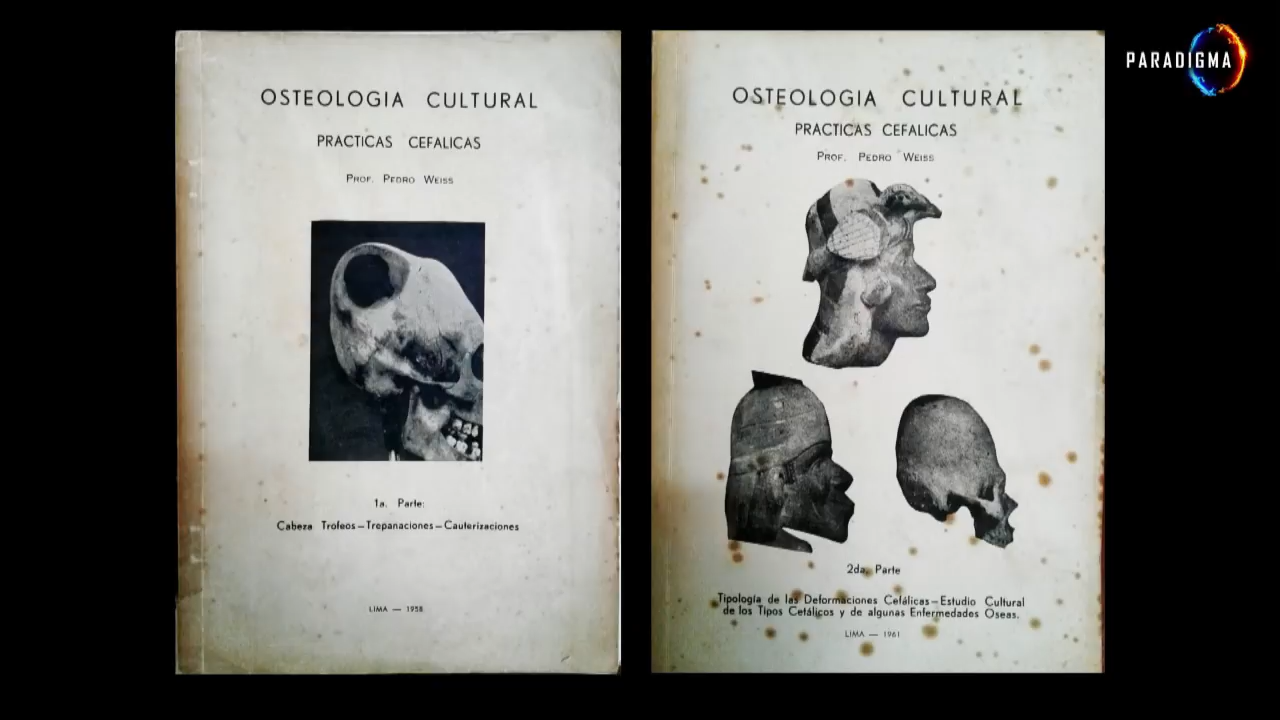 OSTEOLOGIA CULTURAL
PRACTICAS CEFALICAS
PROF. PEDRO WEISS
1a. Parte:
Cabeza Trofeos—Trepanaciones—Cauterizaciones
LIMA — 1958
OSTEOLOGIA CULTURAL
PRACTICAS CEFALICAS
PROF. PEDRO WEISS
2da. Parte
Tipología de las Deformaciones Cefálicas—Estudio Cultural
de los Tipos Cefálicos y de algunas Enfermedades Oseas.
LIMA — 1961
PARADIGMA